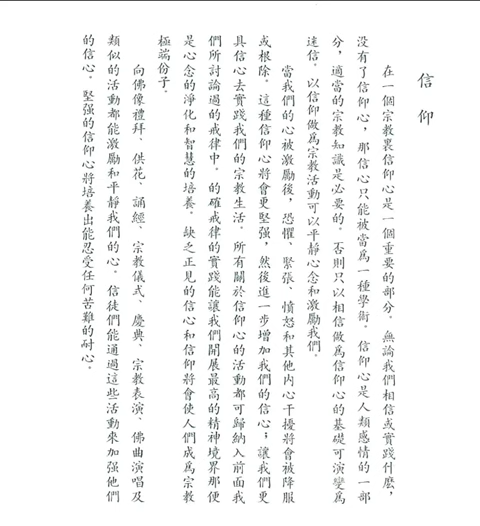 信仰
在一個宗教裏信仰心是一個重要的部分。無論我們相信或實踐什麽，
没有了信仰心，那信心只能被當爲一種學術。信仰心是人類感情的一部
分，適當的宗教知識是必要的。否則只以相信做爲信仰心的基礎可演變爲
迷信。以信仰做爲宗教活動可以平靜心念和激勵我們。
當我們的心被激勵後，恐懼、緊張、憤怒和其他内心干擾將會被降服
或根除。這種信仰心將會更堅强，然後進一步增加我們的信心；讓我們更
具信心去實踐我們的宗教生活。所有關於信仰心的活動都可歸納入前面我
們所討論過的戒律中。的確戒律的實踐能讓我們開展最高的精神境界那便
是心念的淨化和智慧的培養。缺乏正見的信心和信仰將會使人們成爲宗教
極端份子。
向佛像禮拜、供花、誦經、宗教儀式、慶典、宗教表演、佛曲演唱及
類似的活動都能激勵和平靜我們的心。信徒們能通過這些活動來加强他們
的信心。堅强的信仰心將培養出能忍受任何苦難的耐心。